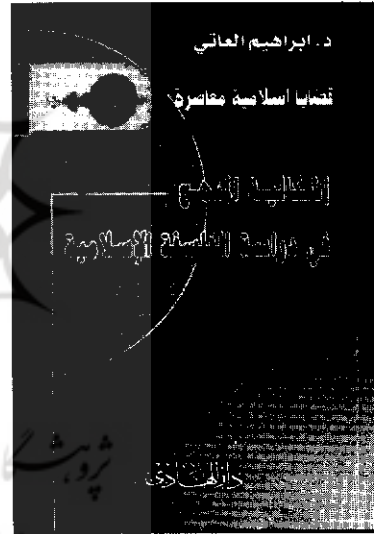 د. ابراهيم العاتي
قضايا اسلامية معاصرة
إشكالية المنهج
في دراسة الفلسفة الإسلامية
دار الهادي